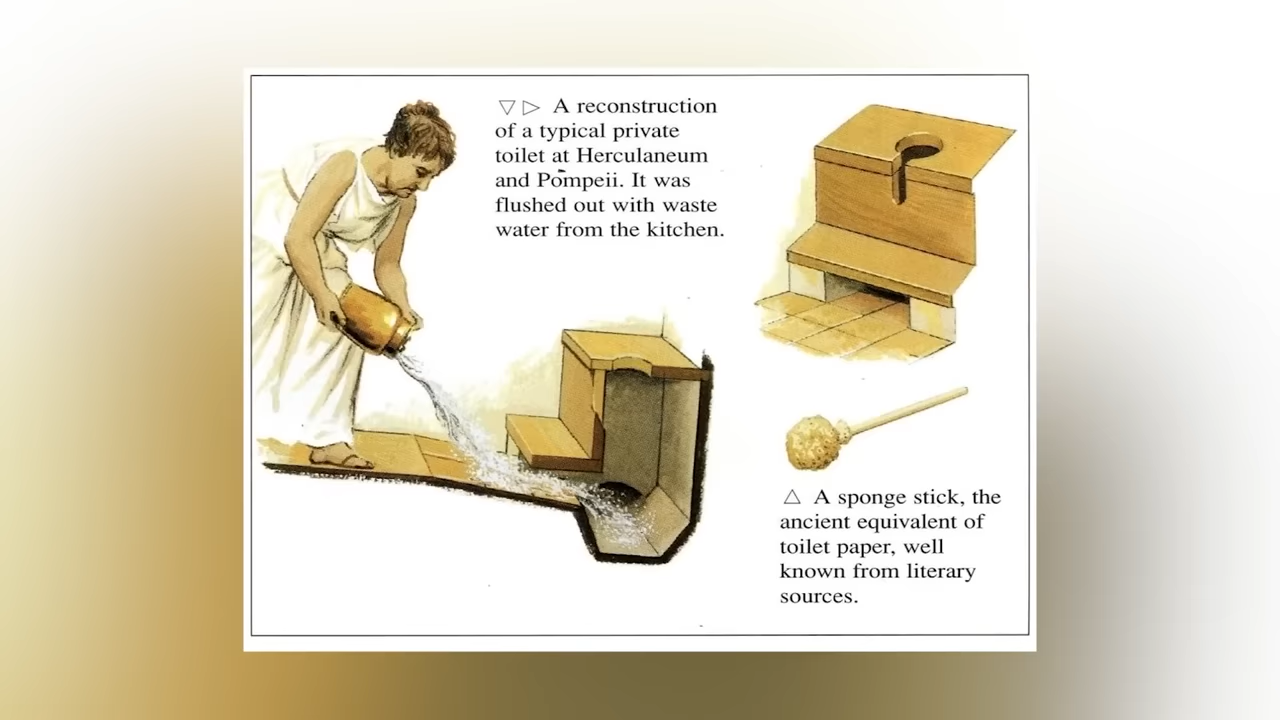 ▽▷ A reconstruction
of a typical private
toilet at Herculaneum
and Pompeii. It was
flushed out with waste
water from the kitchen.
△ A sponge stick, the
ancient equivalent of
toilet paper, well
known from literary
sources.